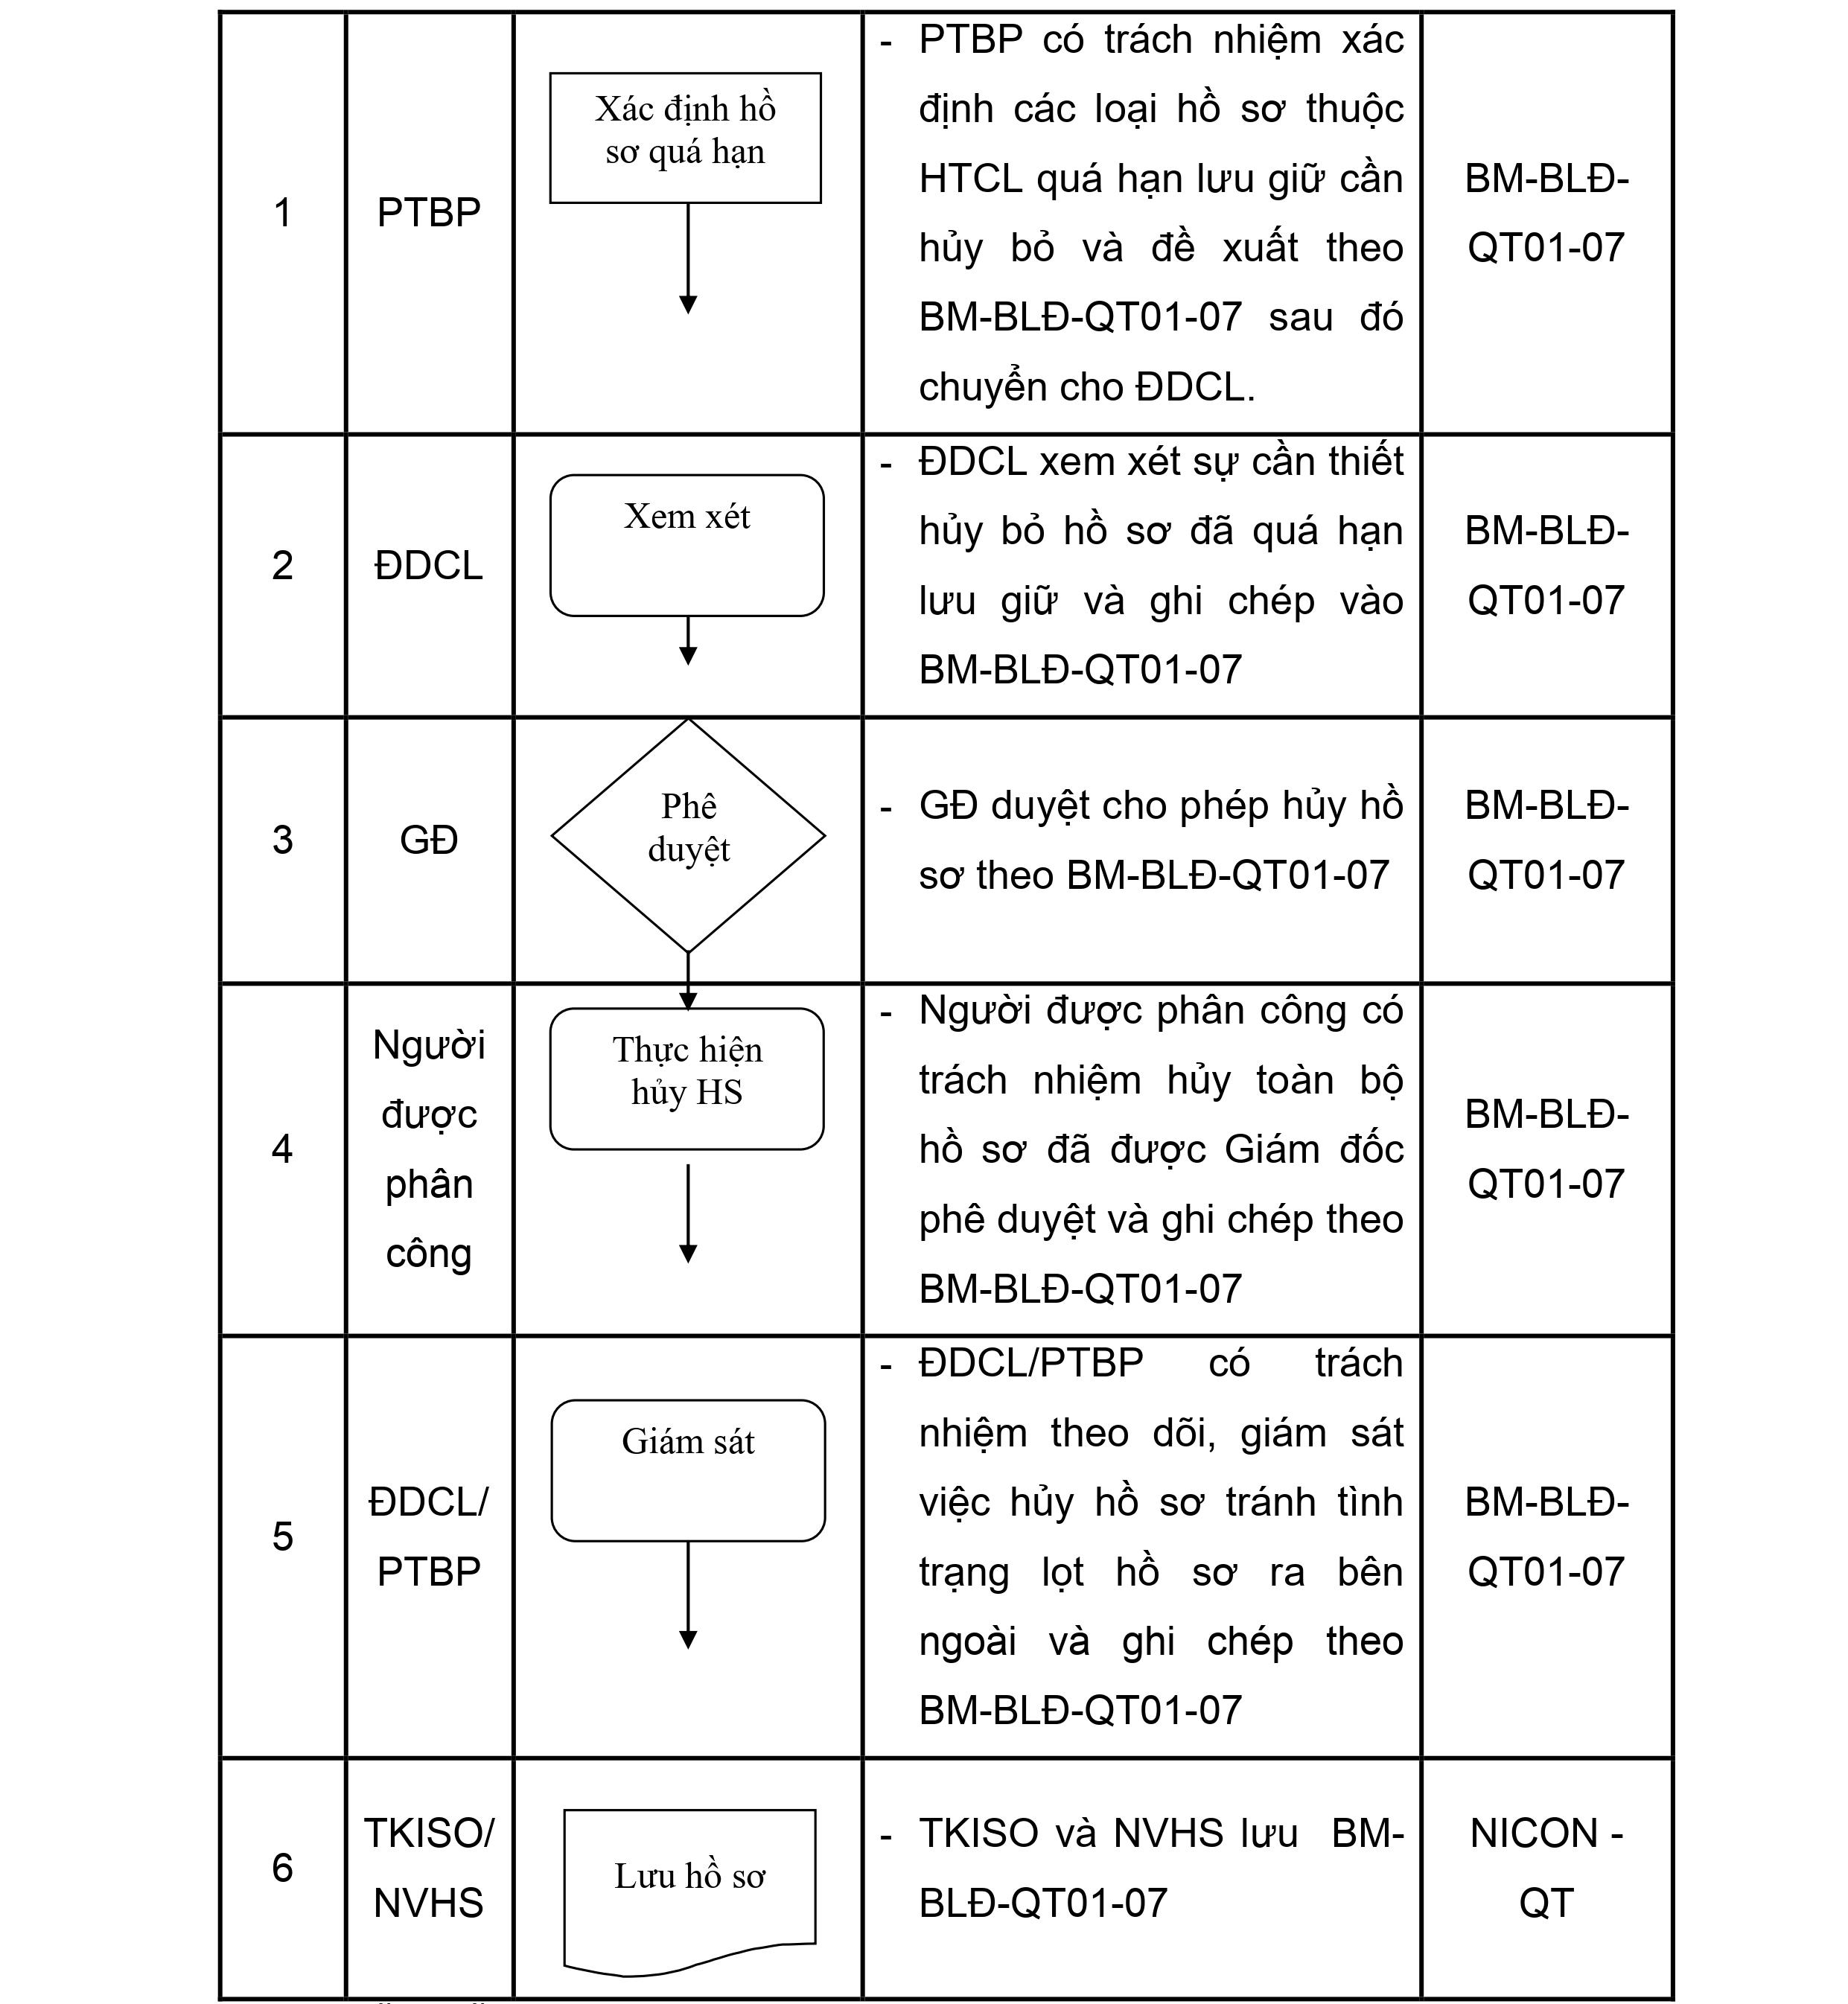 1
PTBP
Xác định hồ
sơ quá hạn
- PTBP có trách nhiệm xác
định các loại hồ sơ thuộc
HTCL quá hạn lưu giữ cần
hủy bỏ và đề xuất theo
BM-BLĐ-QT01-07 sau đó
chuyển cho ĐDCL.
BM-BLĐ-
QT01-07
2
ĐDCL
Xem xét
- ĐDCL xem xét sự cần thiết
hủy bỏ hồ sơ đã quá hạn
lưu giữ và ghi chép vào
BM-BLĐ-QT01-07
BM-BLĐ-
QT01-07
3
GĐ
Phê
duyệt
- GĐ duyệt cho phép hủy hồ
sơ theo BM-BLĐ-QT01-07
BM-BLĐ-
QT01-07
4
Người
được
phân
công
Thực hiện
hủy HS
- Người được phân công có
trách nhiệm hủy toàn bộ
hồ sơ đã được Giám đốc
phê duyệt và ghi chép theo
BM-BLĐ-QT01-07
BM-BLĐ-
QT01-07
5
ĐDCL/
PTBP
Giám sát
- ĐDCL/PTBP có trách
nhiệm theo dõi, giám sát
việc hủy hồ sơ tránh tình
trạng lọt hồ sơ ra bên
ngoài và ghi chép theo
BM-BLĐ-QT01-07
BM-BLĐ-
QT01-07
6
TKISO/
NVHS
Lưu hồ sơ
- TKISO và NVHS lưu BM-
BLĐ-QT01-07
NICON -
QT